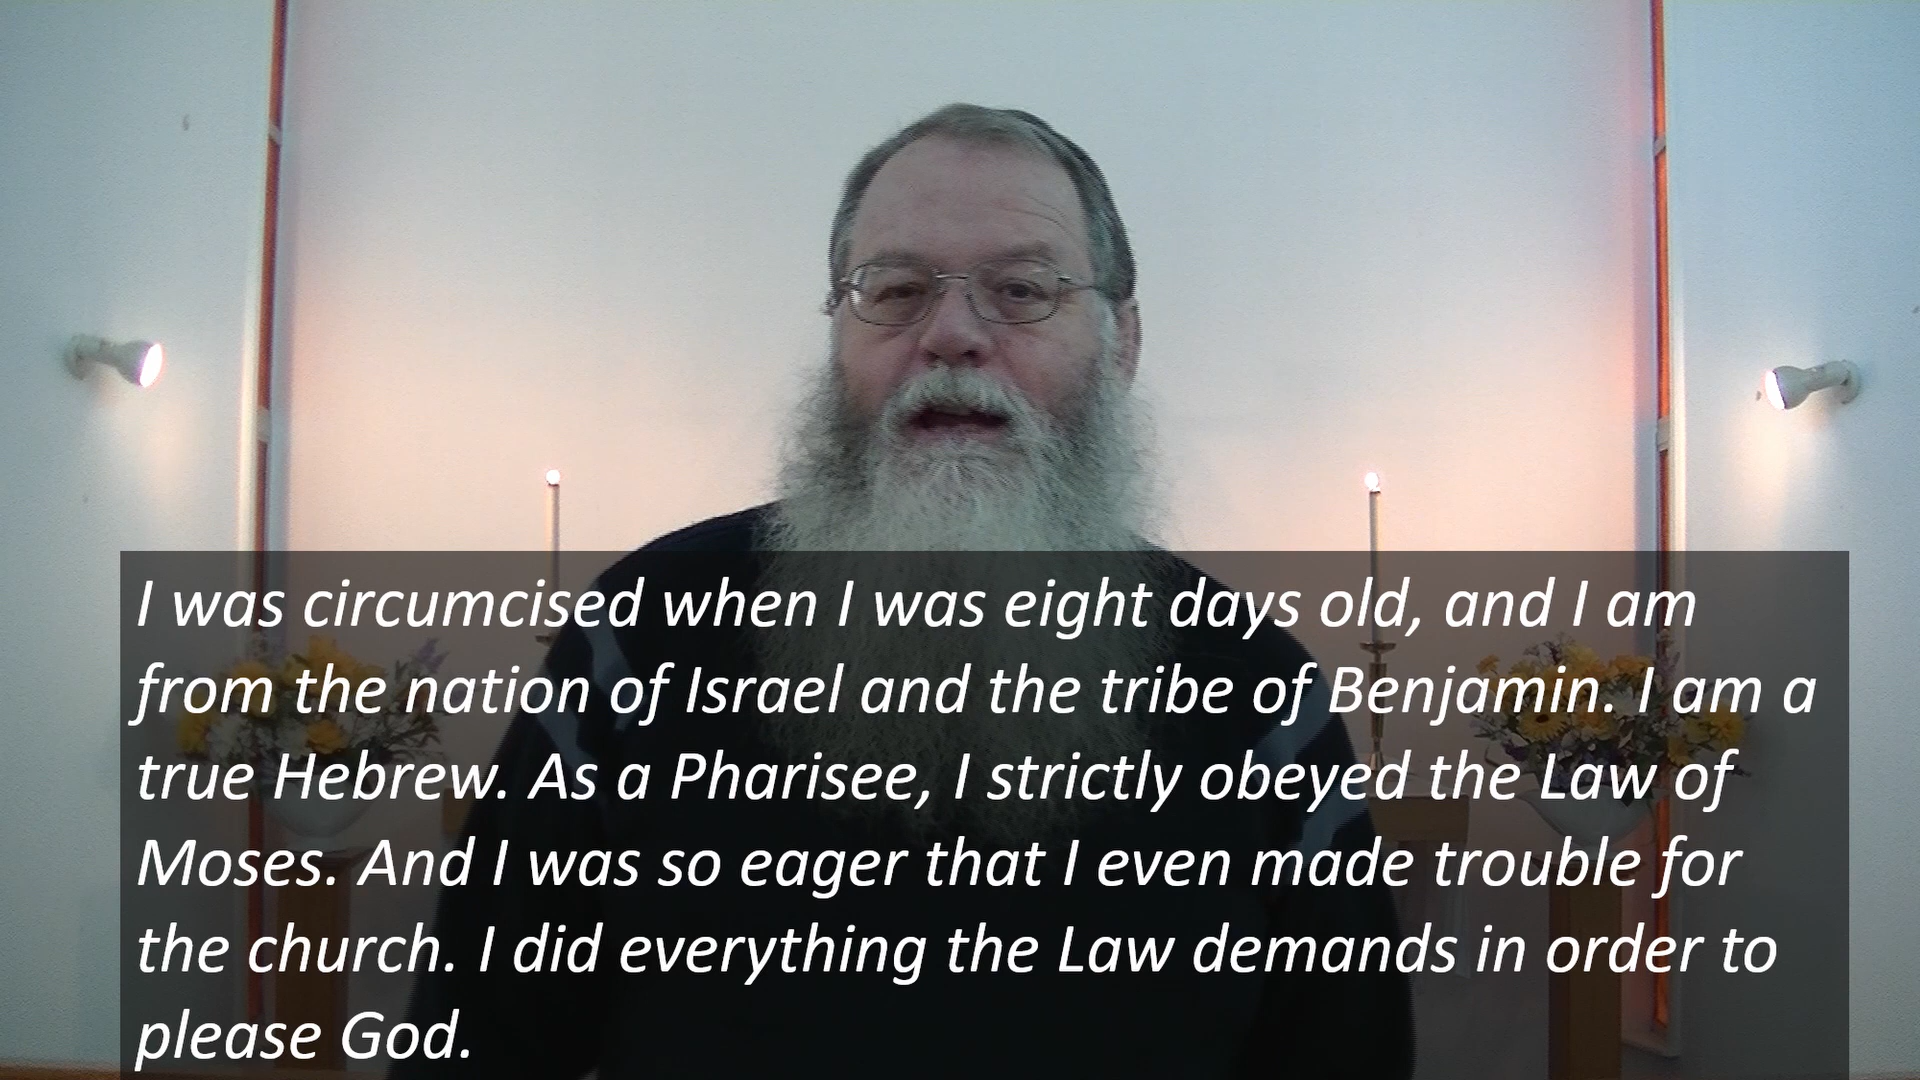 I was circumcised when I was eight days old, and I am
from the nation of Israel and the tribe of Benjamin. I am a
true Hebrew. As a Pharisee, I strictly obeyed the Law of
Moses. And I was so eager that I even made trouble for
the church. I did everything the Law demands in order to
please God.